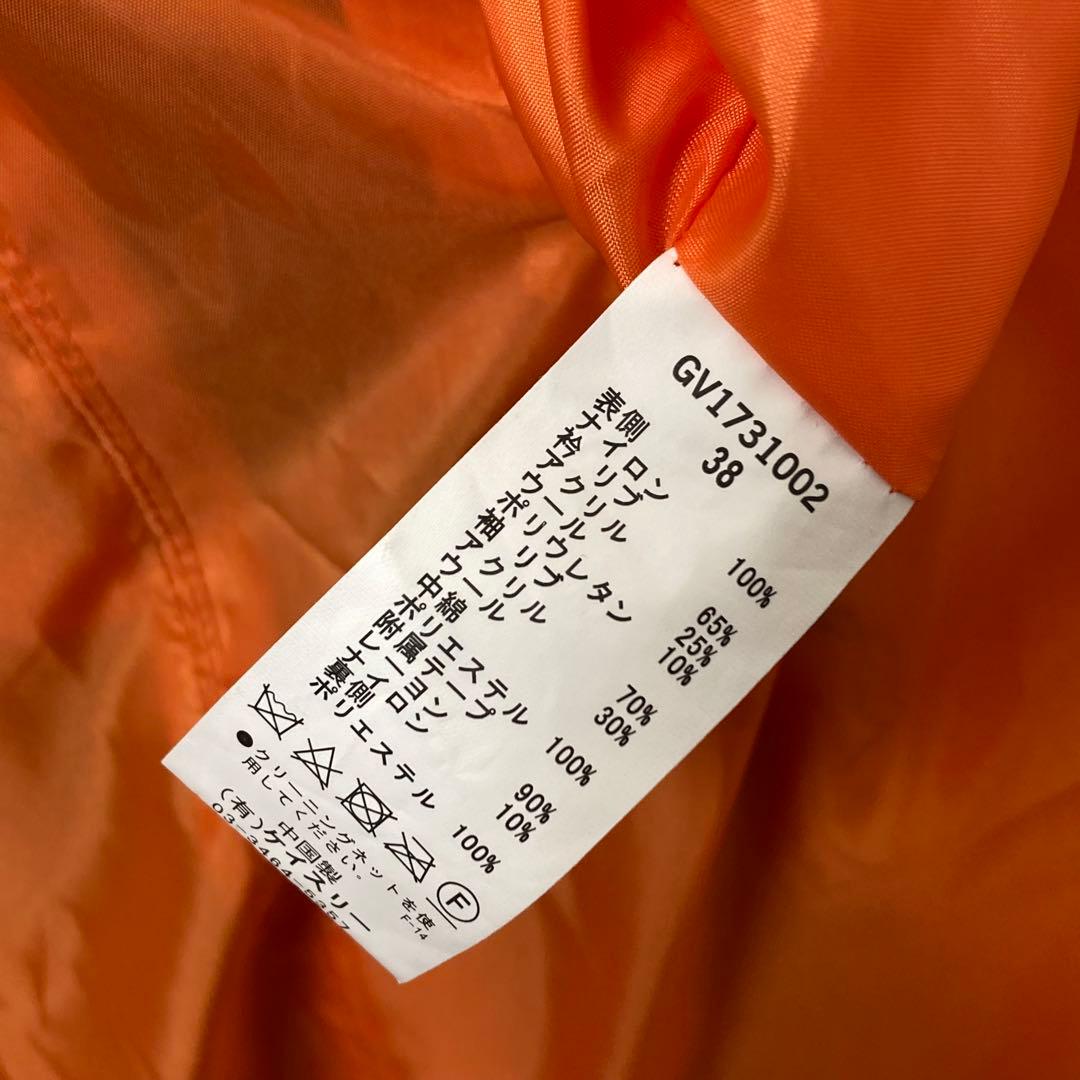 GV1731002
38
表側
ナイロン 100%
衿 リブ
アクリル 65%
ウール 25%
ポリウレタン 10%
袖 リブ
アクリル 70%
ウール 30%
中綿
ポリエステル 100%
附属テープ
レーヨン 90%
ナイロン 10%
裏側
ポリエステル 100%
F
●クリーニングネットを使
用してください。
F-14
中国製
(有)ケイスリー
03-3464-5357